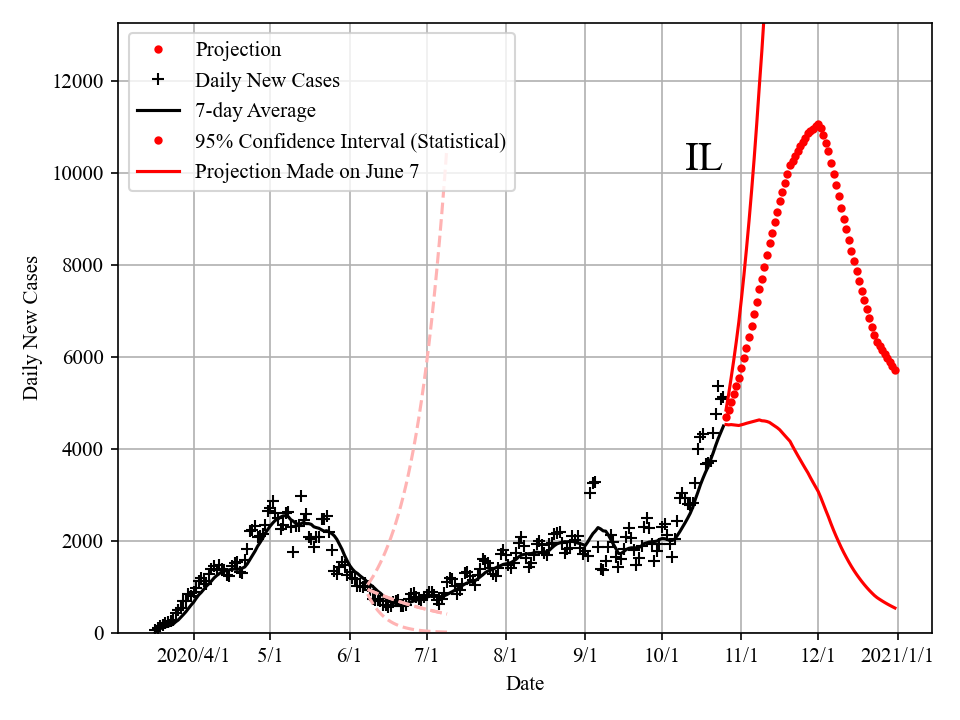 Projection
Daily New Cases
7-day Average
95% Confidence Interval (Statistical)
Projection Made on June 7
IL
12000
10000
8000
6000
4000
2000
0
Daily New Cases
2020/4/1 5/1 6/1 7/1 8/1 9/1 10/1 11/1 12/1 2021/1/1
Date